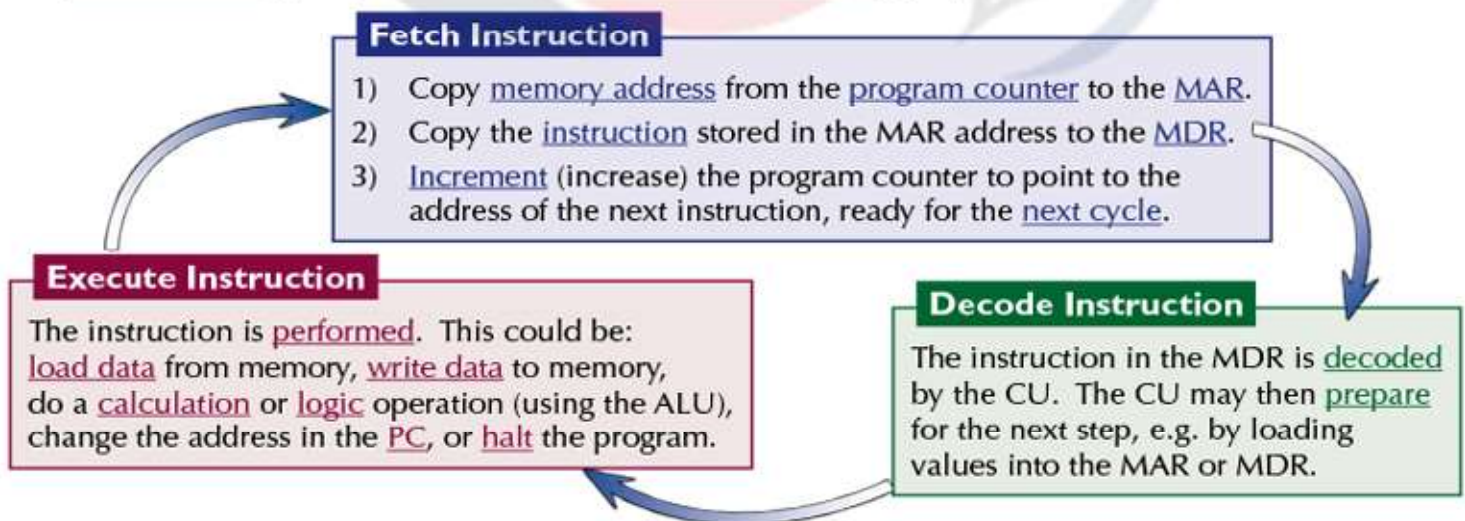 Fetch Instruction
1) Copy memory address from the program counter to the MAR.
2) Copy the instruction stored in the MAR address to the MDR.
3) Increment (increase) the program counter to point to the
address of the next instruction, ready for the next cycle.
Execute Instruction
The instruction is performed. This could be:
load data from memory, write data to memory,
do a calculation or logic operation (using the ALU),
change the address in the PC, or halt the program.
Decode Instruction
The instruction in the MDR is decoded
by the CU. The CU may then prepare
for the next step, e.g. by loading
values into the MAR or MDR.